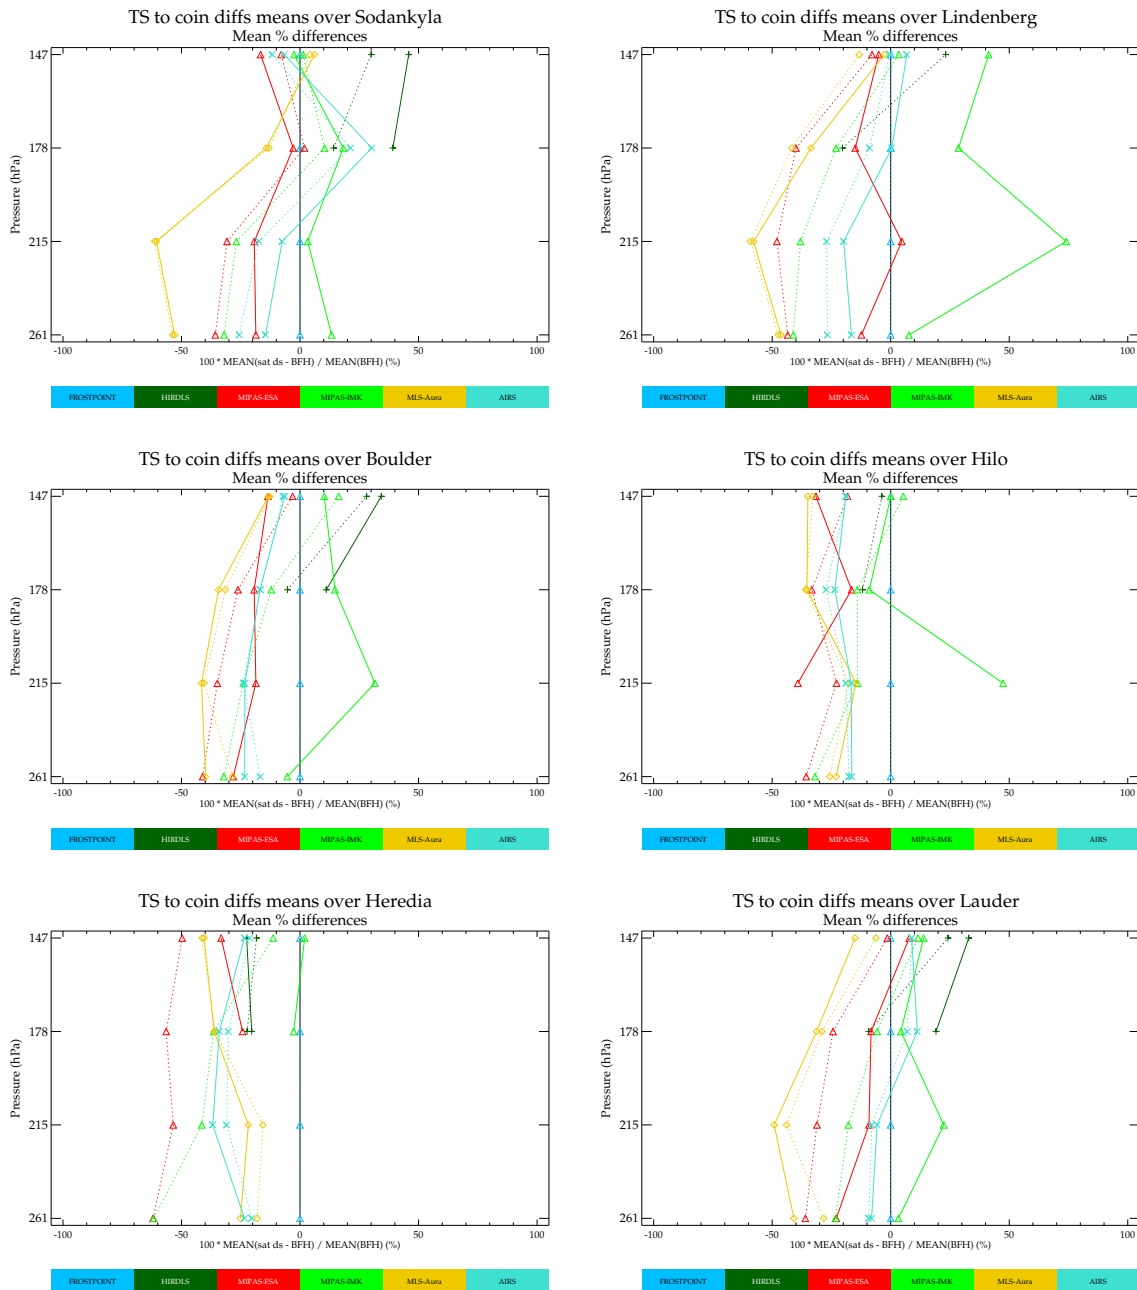 TS to coin diffs means over Sodankyla
Mean % differences
147
178
215
261
Pressure (hPa)
-100 -50 0 50 100
100 * MEAN(sat ds - BFH) / MEAN(BFH) (%)
FROSTPOINT HIRDLS MIPAS-ESA MIPAS-IMK MLS-Aura AIRS
TS to coin diffs means over Lindenberg
Mean % differences
147
178
215
261
Pressure (hPa)
-100 -50 0 50 100
100 * MEAN(sat ds - BFH) / MEAN(BFH) (%)
FROSTPOINT HIRDLS MIPAS-ESA MIPAS-IMK MLS-Aura AIRS
TS to coin diffs means over Boulder
Mean % differences
147
178
215
261
Pressure (hPa)
-100 -50 0 50 100
100 * MEAN(sat ds - BFH) / MEAN(BFH) (%)
FROSTPOINT HIRDLS MIPAS-ESA MIPAS-IMK MLS-Aura AIRS
TS to coin diffs means over Hilo
Mean % differences
147
178
215
261
Pressure (hPa)
-100 -50 0 50 100
100 * MEAN(sat ds - BFH) / MEAN(BFH) (%)
FROSTPOINT HIRDLS MIPAS-ESA MIPAS-IMK MLS-Aura AIRS
TS to coin diffs means over Heredia
Mean % differences
147
178
215
261
Pressure (hPa)
-100 -50 0 50 100
100 * MEAN(sat ds - BFH) / MEAN(BFH) (%)
FROSTPOINT HIRDLS MIPAS-ESA MIPAS-IMK MLS-Aura AIRS
TS to coin diffs means over Lauder
Mean % differences
147
178
215
261
Pressure (hPa)
-100 -50 0 50 100
100 * MEAN(sat ds - BFH) / MEAN(BFH) (%)
FROSTPOINT HIRDLS MIPAS-ESA MIPAS-IMK MLS-Aura AIRS